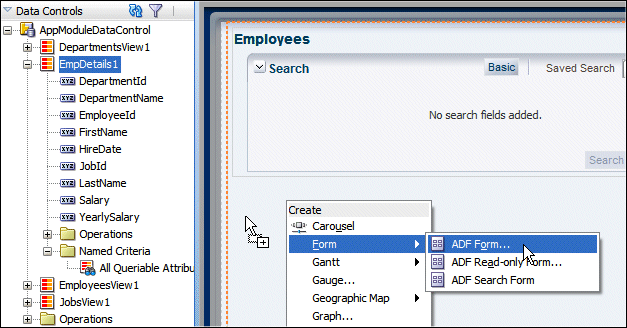 Data Controls
AppModuleDataControl
DepartmentsView1
EmpDetails1
DepartmentId
DepartmentName
EmployeeId
FirstName
HireDate
JobId
LastName
Salary
YearlySalary
Operations
Named Criteria
All Queriable Attribu
EmployeesView1
JobsView1
Operations
Employees
Search
Basic
Saved Search
No search fields added.
Search
Create
Carousel
Form
Gantt
Gauge...
Geographic Map
Graph...
ADF Form...
ADF Read-only Form...
ADF Search Form